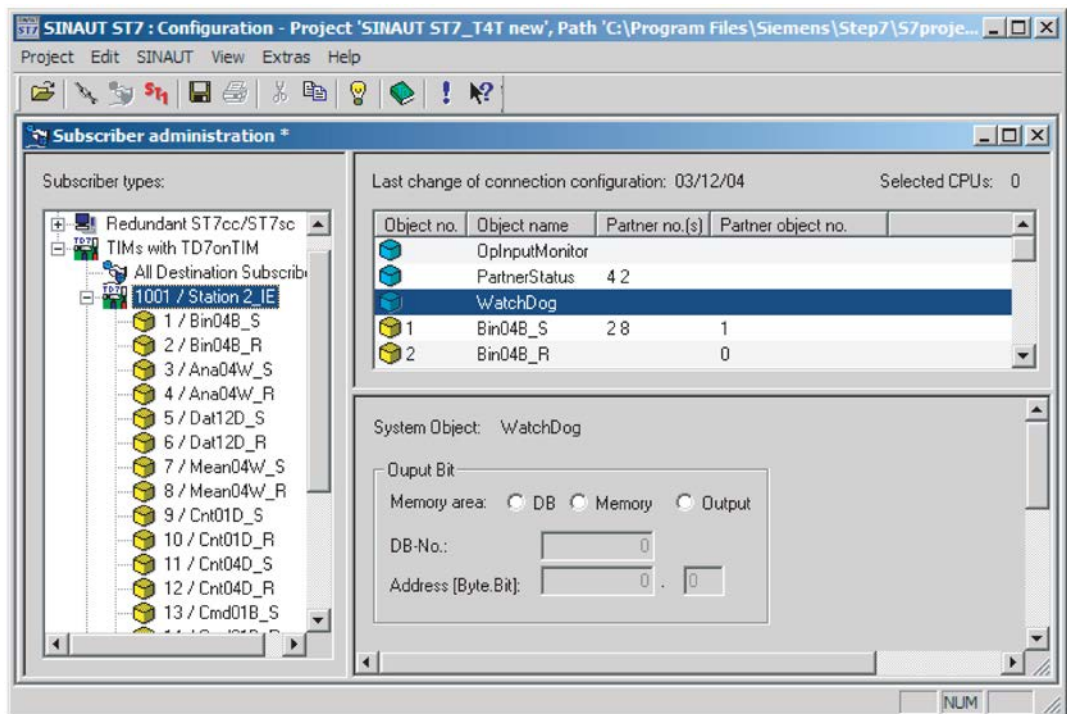 SINAUT ST7 : Configuration - Project 'SINAUT ST7_T4T new', Path 'C:\Program Files\Siemens\Step7\S7proje...
Project Edit SINAUT View Extras Help
Subscriber administration *
Subscriber types:
Redundant ST7cc/ST7sc
TIMs with TD7onTIM
All Destination Subscrib
1001 / Station 2_IE
1 / Bin04B_S
2 / Bin04B_R
3 / Ana04W_S
4 / Ana04W_R
5 / Dat12D_S
6 / Dat12D_R
7 / Mean04W_S
8 / Mean04W_R
9 / Cnt01D_S
10 / Cnt01D_R
11 / Cnt04D_S
12 / Cnt04D_R
13 / Cmd01B_S
Last change of connection configuration: 03/12/04 Selected CPUs: 0
Object no. Object name Partner no.(s) Partner object no.
OpInputMonitor
PartnerStatus 4 2
WatchDog
1 Bin04B_S 2 8 1
2 Bin04B_R 0
System Object: WatchDog
Ouput Bit
Memory area: DB Memory Output
DB-No.: 0
Address [Byte.Bit]: 0 . 0
NUM